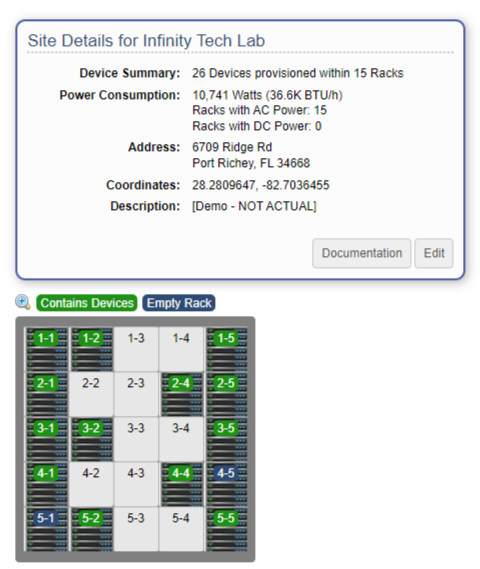 Site Details for Infinity Tech Lab
Device Summary: 26 Devices provisioned within 15 Racks
Power Consumption: 10,741 Watts (36.6K BTU/h)
Racks with AC Power: 15
Racks with DC Power: 0
Address: 6709 Ridge Rd
Port Richey, FL 34668
Coordinates: 28.2809647, -82.7036455
Description: [Demo - NOT ACTUAL]
Documentation Edit
Contains Devices Empty Rack
1-1 1-2 1-3 1-4 1-5
2-1 2-2 2-3 2-4 2-5
3-1 3-2 3-3 3-4 3-5
4-1 4-2 4-3 4-4 4-5
5-1 5-2 5-3 5-4 5-5